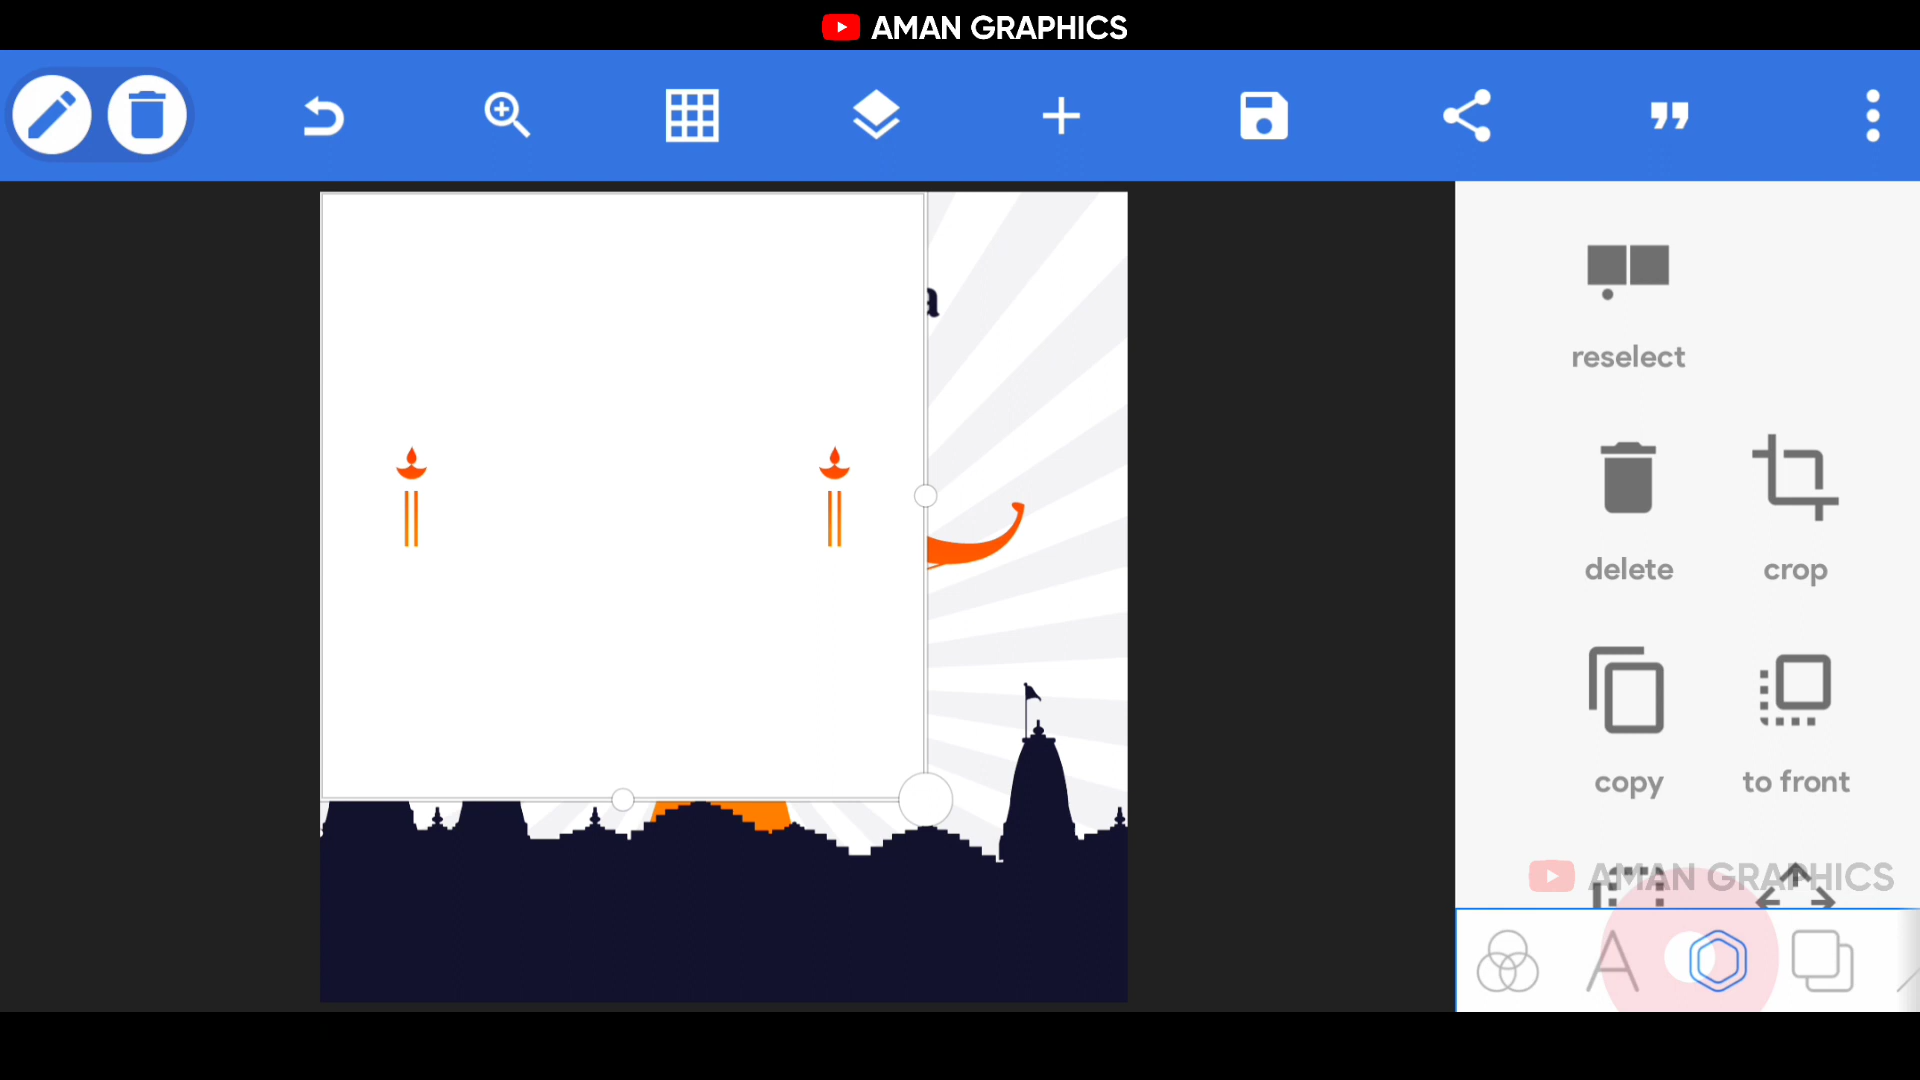 AMAN GRAPHICS
a
reselect
delete
crop
copy
to front
AMAN GRAPHICS